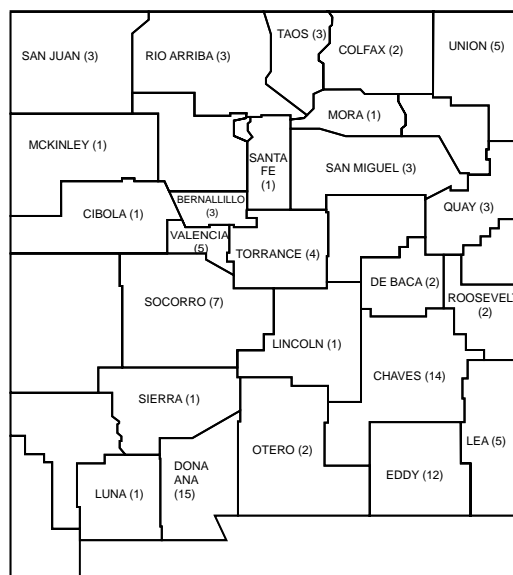 TAOS (3)
SAN JUAN (3)
RIO ARRIBA (3)
COLFAX (2)
UNION (5)
MORA (1)
MCKINLEY (1)
SANTA
FE
(1)
SAN MIGUEL (3)
BERNALLILLO
(3)
CIBOLA (1)
QUAY (3)
VALENCIA
(5)
TORRANCE (4)
DE BACA (2)
ROOSEVELT
(2)
SOCORRO (7)
LINCOLN (1)
CHAVES (14)
SIERRA (1)
LEA (5)
OTERO (2)
DONA
ANA
(15)
EDDY (12)
LUNA (1)